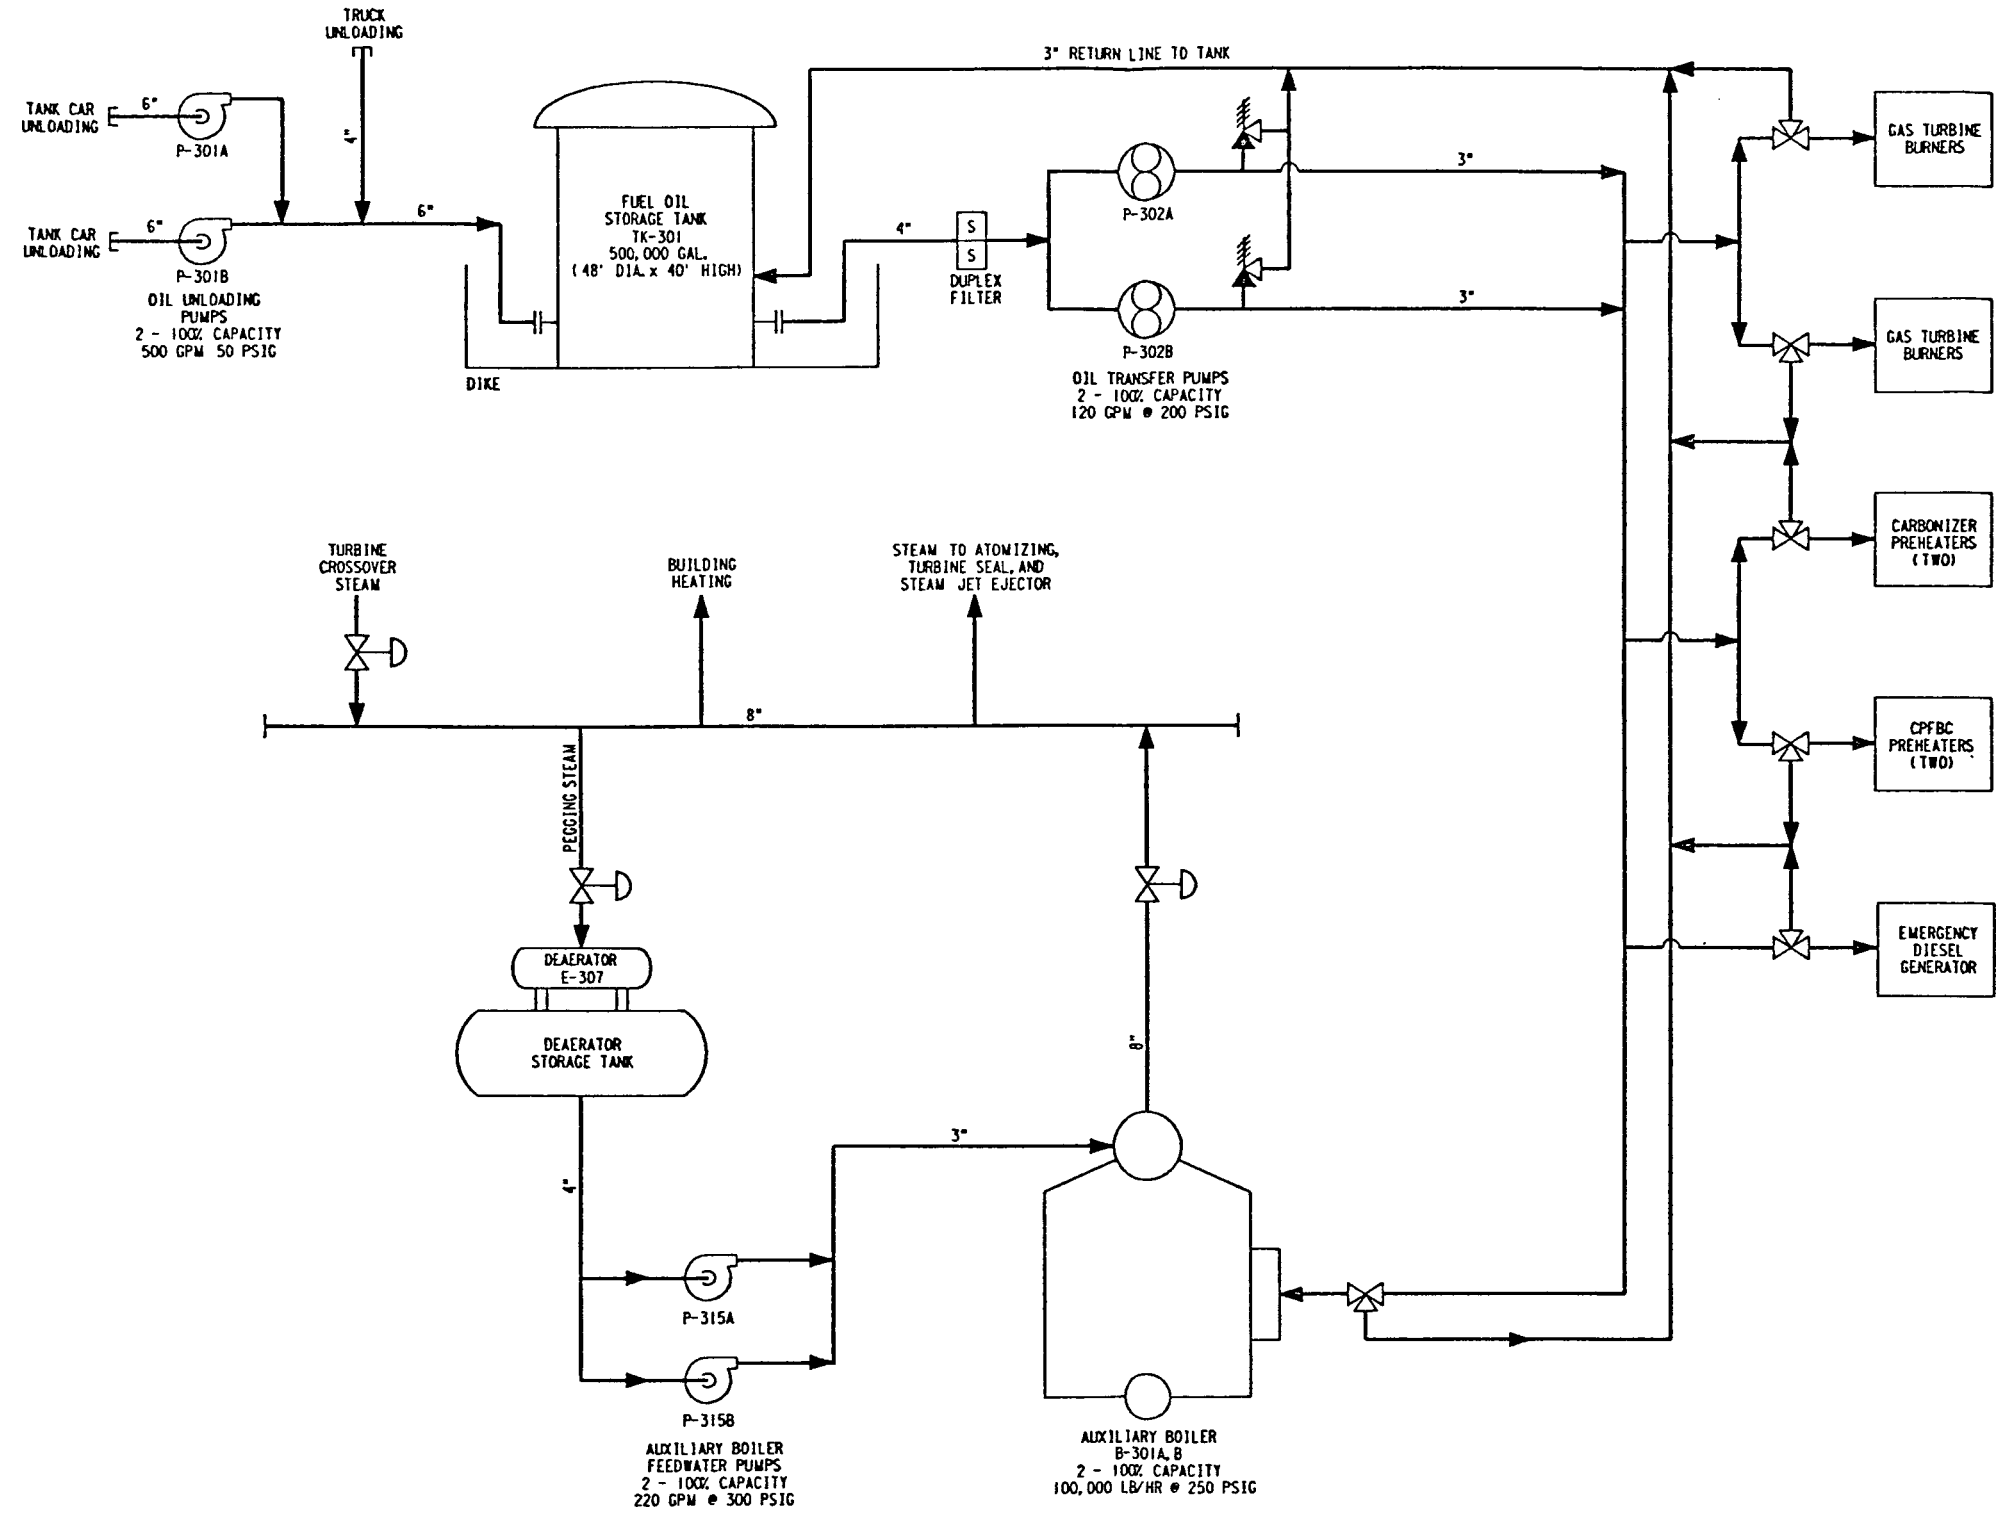 TRUCK
UNLOADING
3" RETURN LINE TO TANK
TANK CAR
UNLOADING
6"
P-301A
4"
TANK CAR
UNLOADING
6"
P-301B
OIL UNLOADING
PUMPS
2 - 100% CAPACITY
500 GPM 50 PSIG
6"
FUEL OIL
STORAGE TANK
TK-301
500,000 GAL.
(48' DIA. x 40' HIGH)
DIKE
4"
S
S
DUPLEX
FILTER
P-302A
3"
P-302B
3"
OIL TRANSFER PUMPS
2 - 100% CAPACITY
120 GPM @ 200 PSIG
GAS TURBINE
BURNERS
GAS TURBINE
BURNERS
CARBONIZER
PREHEATERS
(TWO)
CPFBC
PREHEATERS
(TWO)
EMERGENCY
DIESEL
GENERATOR
TURBINE
CROSSOVER
STEAM
BUILDING
HEATING
STEAM TO ATOMIZING,
TURBINE SEAL, AND
STEAM JET EJECTOR
8"
PEGGING STEAM
DEAERATOR
E-307
DEAERATOR
STORAGE TANK
4"
8"
3"
P-315A
P-315B
AUXILIARY BOILER
FEEDWATER PUMPS
2 - 100% CAPACITY
220 GPM @ 300 PSIG
AUXILIARY BOILER
B-301A,B
2 - 100% CAPACITY
100,000 LB/HR @ 250 PSIG